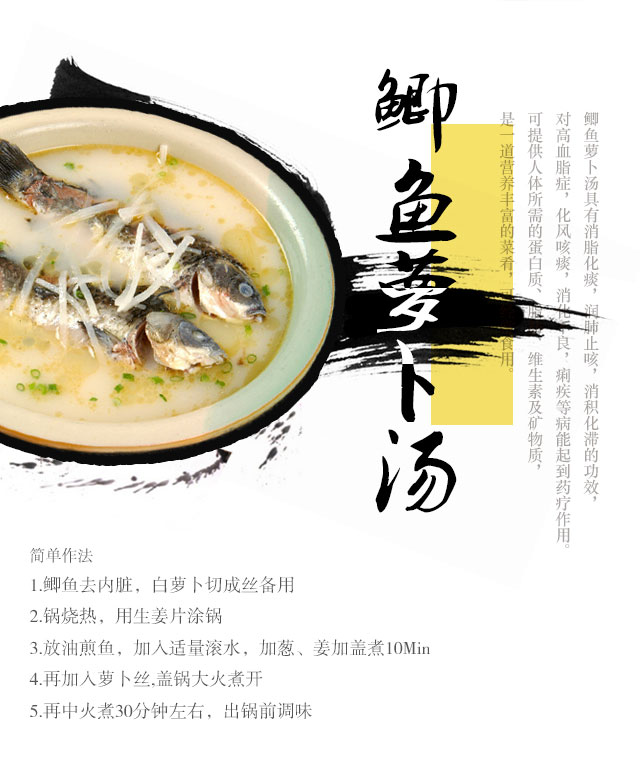 鲫鱼萝卜汤
鲫鱼萝卜汤具有消脂化痰，润肺止咳，消积化滞的功效，
对高血脂症，化风咳痰，消化良，痢疾等病能起到药疗作用。
可提供人体所需的蛋白质、维生素及矿物质，
是一道营养丰富的菜肴，食用。
简单作法
1.鲫鱼去内脏，白萝卜切成丝备用
2.锅烧热，用生姜片涂锅
3.放油煎鱼，加入适量滚水，加葱、姜加盖煮10Min
4.再加入萝卜丝,盖锅大火煮开
5.再中火煮30分钟左右，出锅前调味